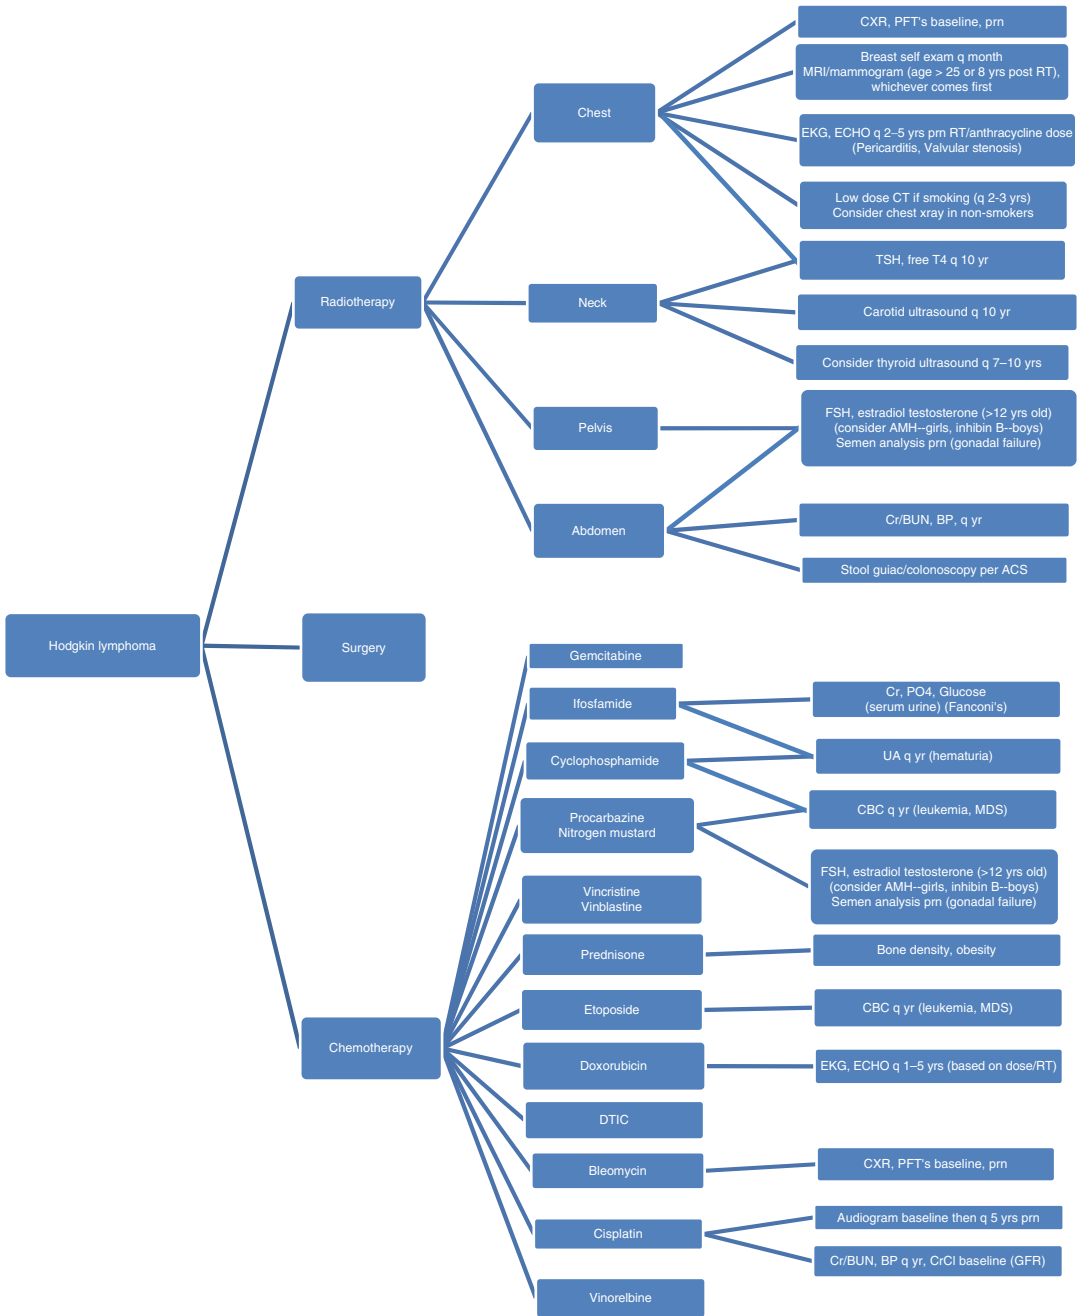 Hodgkin lymphoma
Radiotherapy
Chest
CXR, PFT's baseline, prn
Breast self exam q month
MRI/mammogram (age > 25 or 8 yrs post RT),
whichever comes first
EKG, ECHO q 2–5 yrs prn RT/anthracycline dose
(Pericarditis, Valvular stenosis)
Low dose CT if smoking (q 2-3 yrs)
Consider chest xray in non-smokers
TSH, free T4 q 10 yr
Neck
Carotid ultrasound q 10 yr
Consider thyroid ultrasound q 7–10 yrs
Pelvis
FSH, estradiol testosterone (>12 yrs old)
(consider AMH--girls, inhibin B--boys)
Semen analysis prn (gonadal failure)
Abdomen
Cr/BUN, BP, q yr
Stool guiac/colonoscopy per ACS
Surgery
Chemotherapy
Gemcitabine
Ifosfamide
Cr, PO4, Glucose
(serum urine) (Fanconi's)
UA q yr (hematuria)
Cyclophosphamide
CBC q yr (leukemia, MDS)
Procarbazine
Nitrogen mustard
FSH, estradiol testosterone (>12 yrs old)
(consider AMH--girls, inhibin B--boys)
Semen analysis prn (gonadal failure)
Vincristine
Vinblastine
Prednisone
Bone density, obesity
Etoposide
CBC q yr (leukemia, MDS)
Doxorubicin
EKG, ECHO q 1–5 yrs (based on dose/RT)
DTIC
Bleomycin
CXR, PFT's baseline, prn
Cisplatin
Audiogram baseline then q 5 yrs prn
Cr/BUN, BP q yr, CrCl baseline (GFR)
Vinorelbine